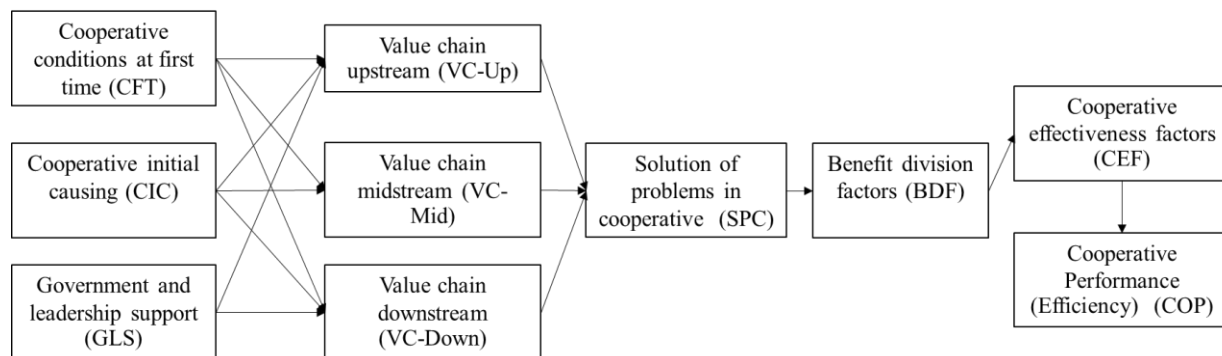 Cooperative
conditions at first
time (CFT)
Cooperative initial
causing (CIC)
Government and
leadership support
(GLS)
Value chain
upstream (VC-Up)
Value chain
midstream (VC-
Mid)
Value chain
downstream
(VC-Down)
Solution of
problems in
cooperative (SPC)
Benefit division
factors (BDF)
Cooperative
effectiveness factors
(CEF)
Cooperative
Performance
(Efficiency) (COP)